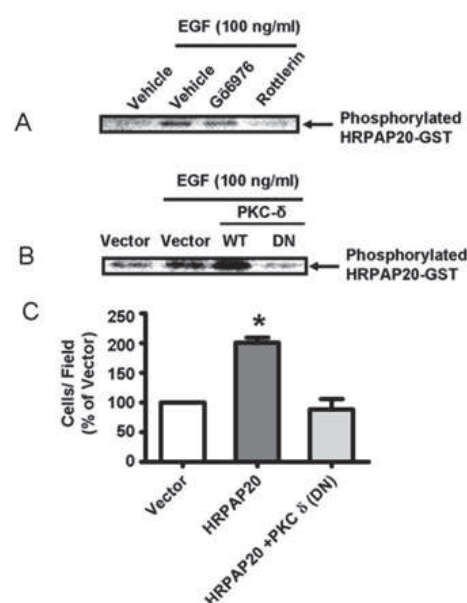 EGF (100 ng/ml)
Vehicle
Vehicle
Gö6976
Rottlerin
A
Phosphorylated
HRPAP20-GST
EGF (100 ng/ml)
PKC-δ
Vector
Vector
WT
DN
B
Phosphorylated
HRPAP20-GST
C
Cells/ Field
(% of Vector)
250
200
150
100
50
0
*
Vector
HRPAP20
HRPAP20 +PKC δ (DN)